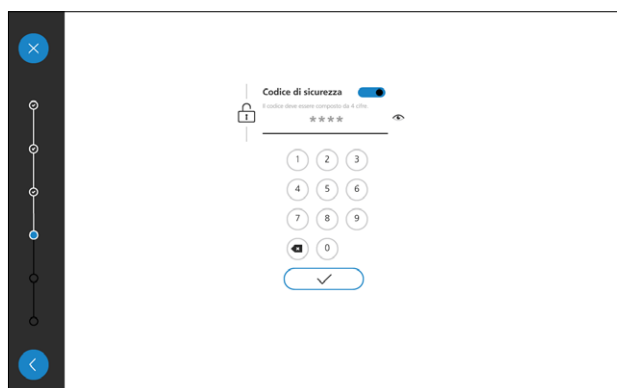 Codice di sicurezza
Il codice deve essere composto da 4 cifre.
****
1 2 3
4 5 6
7 8 9
0